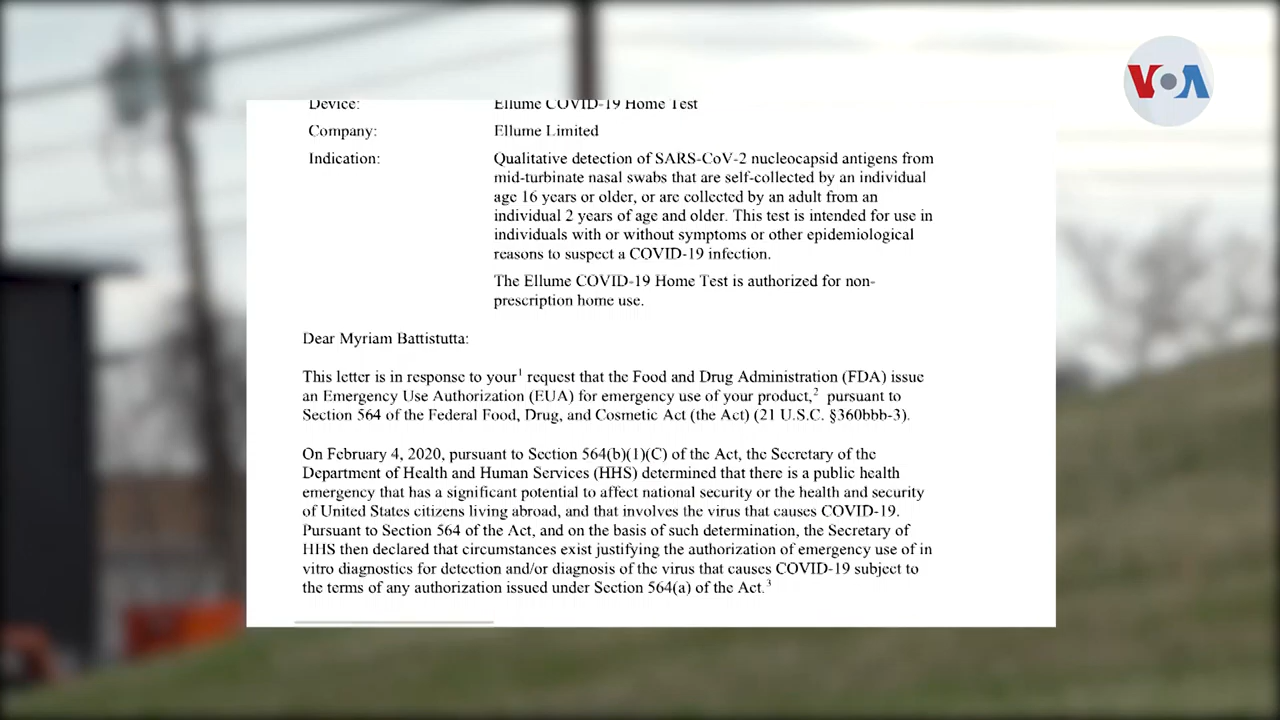 VOA
Device: Ellume COVID-19 Home Test
Company: Ellume Limited
Indication: Qualitative detection of SARS-CoV-2 nucleocapsid antigens from
mid-turbinate nasal swabs that are self-collected by an individual
age 16 years or older, or are collected by an adult from an
individual 2 years of age and older. This test is intended for use in
individuals with or without symptoms or other epidemiological
reasons to suspect a COVID-19 infection.
The Ellume COVID-19 Home Test is authorized for non-
prescription home use.
Dear Myriam Battistutta:
This letter is in response to your¹ request that the Food and Drug Administration (FDA) issue
an Emergency Use Authorization (EUA) for emergency use of your product,² pursuant to
Section 564 of the Federal Food, Drug, and Cosmetic Act (the Act) (21 U.S.C. §360bbb-3).
On February 4, 2020, pursuant to Section 564(b)(1)(C) of the Act, the Secretary of the
Department of Health and Human Services (HHS) determined that there is a public health
emergency that has a significant potential to affect national security or the health and security
of United States citizens living abroad, and that involves the virus that causes COVID-19.
Pursuant to Section 564 of the Act, and on the basis of such determination, the Secretary of
HHS then declared that circumstances exist justifying the authorization of emergency use of in
vitro diagnostics for detection and/or diagnosis of the virus that causes COVID-19 subject to
the terms of any authorization issued under Section 564(a) of the Act.³